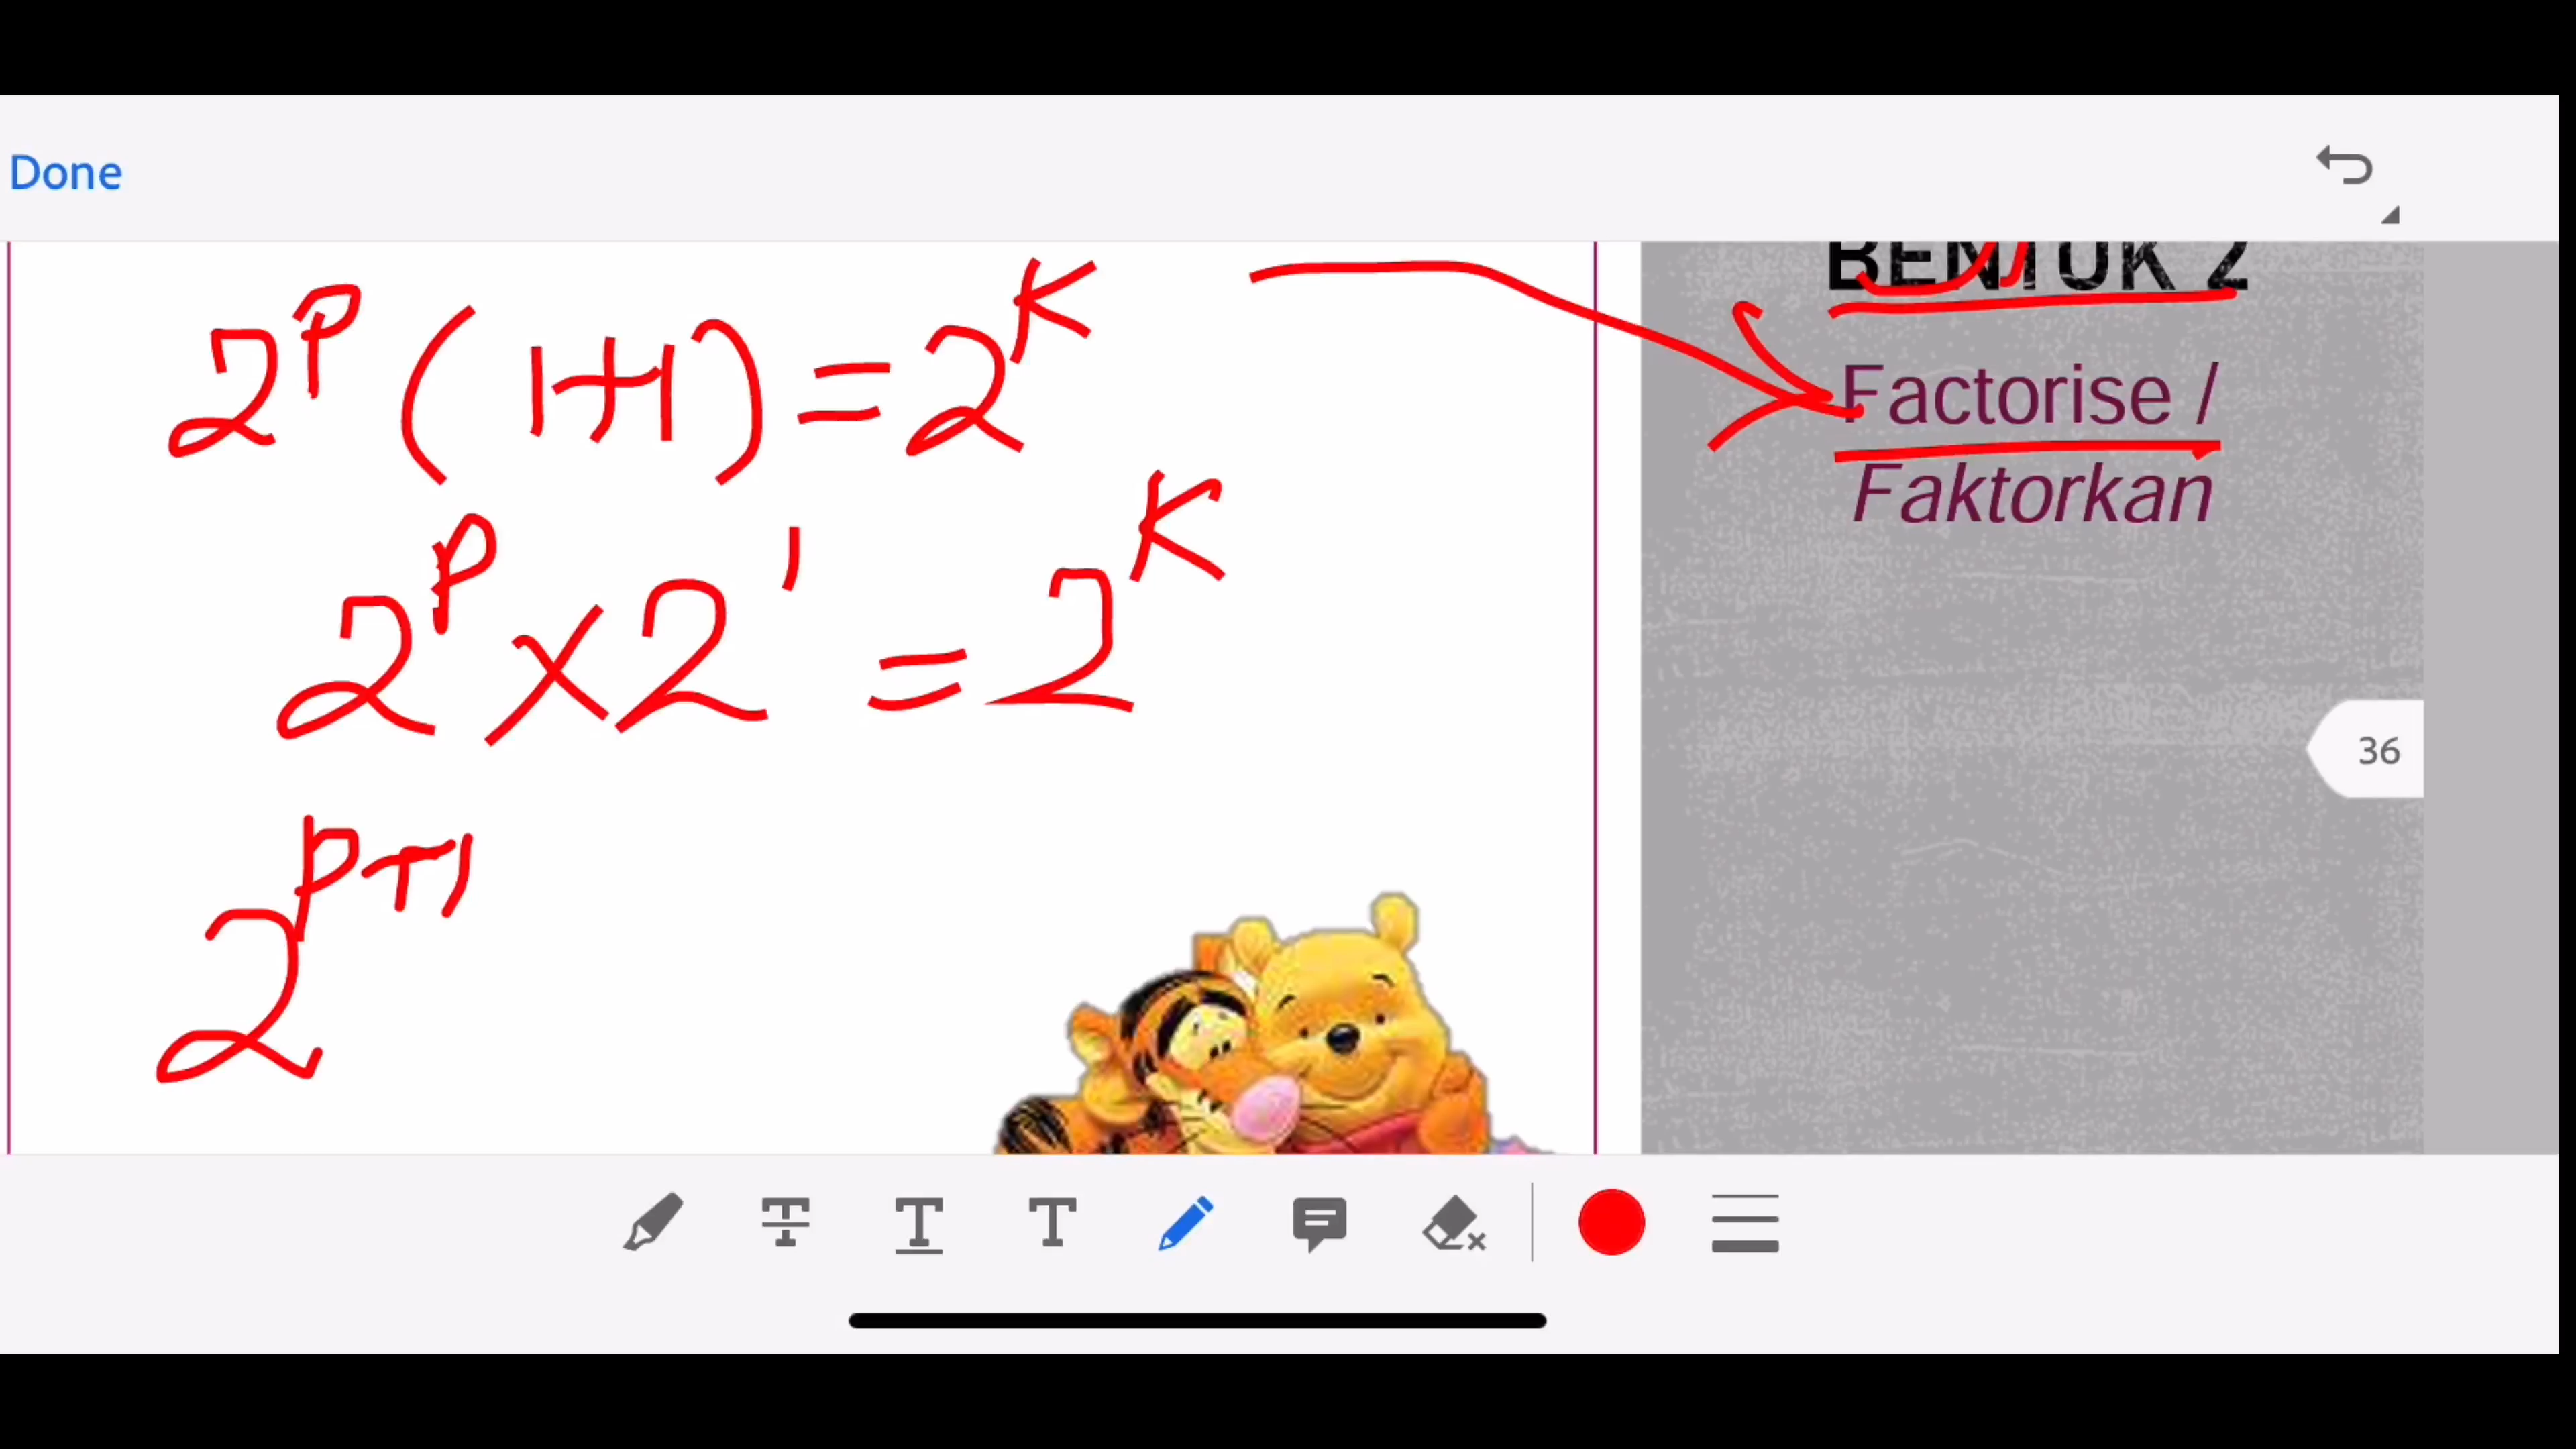 Done
BENTUK 2
2^P (1+1) = 2^K
Factorise /
Faktorkan
2^P × 2^1 = 2^K
36
2^P+1